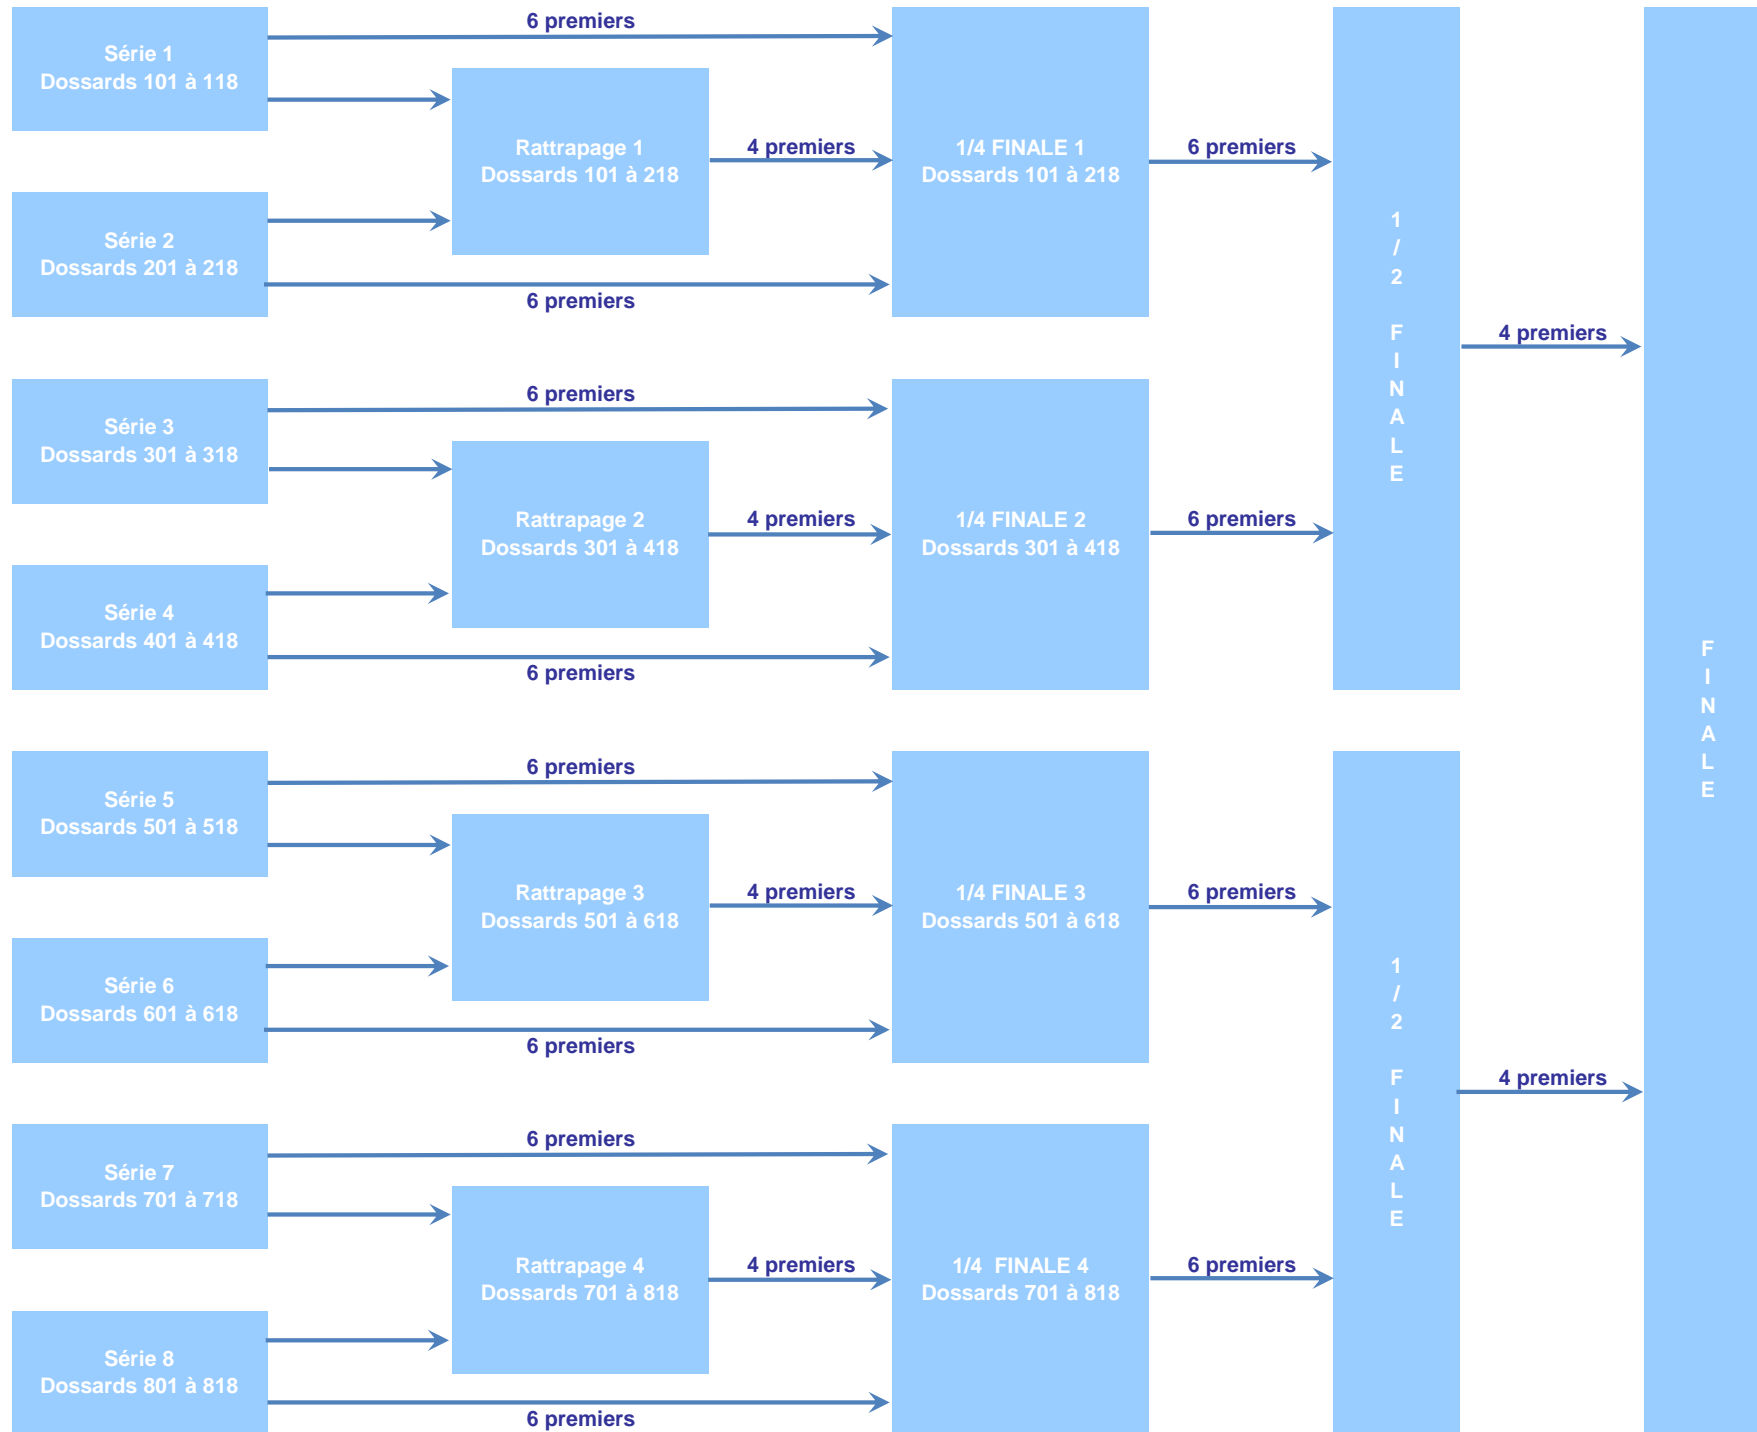 6 premiers
Série 1
Dossards 101 à 118
Rattrapage 1
Dossards 101 à 218
4 premiers
1/4 FINALE 1
Dossards 101 à 218
6 premiers
Série 2
Dossards 201 à 218
6 premiers
1
/
2
F
I
N
A
L
E
4 premiers
6 premiers
Série 3
Dossards 301 à 318
Rattrapage 2
Dossards 301 à 418
4 premiers
1/4 FINALE 2
Dossards 301 à 418
6 premiers
Série 4
Dossards 401 à 418
6 premiers
F
I
N
A
L
E
6 premiers
Série 5
Dossards 501 à 518
Rattrapage 3
Dossards 501 à 618
4 premiers
1/4 FINALE 3
Dossards 501 à 618
6 premiers
Série 6
Dossards 601 à 618
6 premiers
1
/
2
F
I
N
A
L
E
4 premiers
6 premiers
Série 7
Dossards 701 à 718
Rattrapage 4
Dossards 701 à 818
4 premiers
1/4  FINALE 4
Dossards 701 à 818
6 premiers
Série 8
Dossards 801 à 818
6 premiers